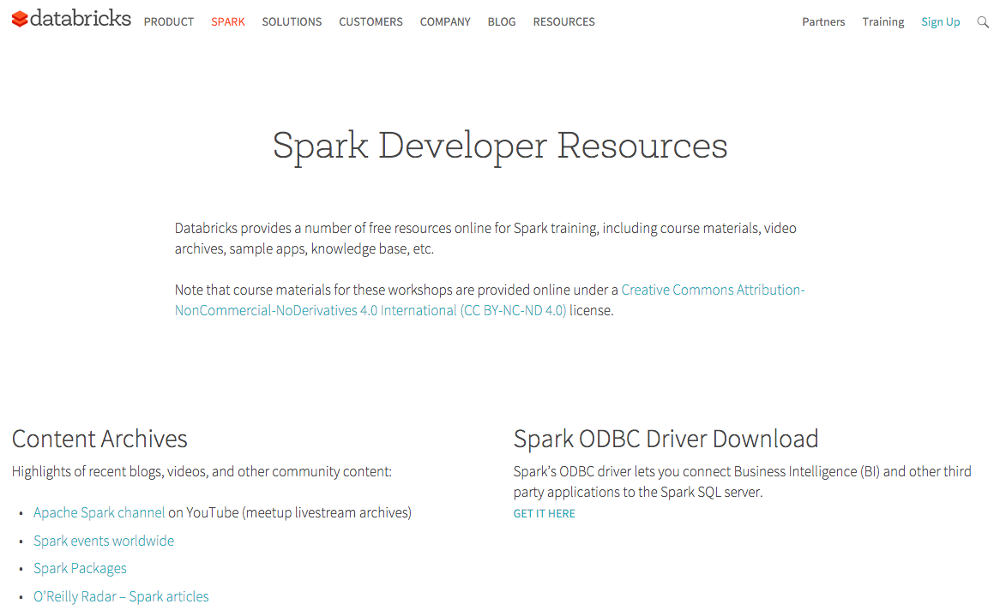 databricks PRODUCT SPARK SOLUTIONS CUSTOMERS COMPANY BLOG RESOURCES Partners Training Sign Up
Spark Developer Resources
Databricks provides a number of free resources online for Spark training, including course materials, video
archives, sample apps, knowledge base, etc.
Note that course materials for these workshops are provided online under a Creative Commons Attribution-
NonCommercial-NoDerivatives 4.0 International (CC BY-NC-ND 4.0) license.
Content Archives
Highlights of recent blogs, videos, and other community content:
• Apache Spark channel on YouTube (meetup livestream archives)
• Spark events worldwide
• Spark Packages
• O’Reilly Radar – Spark articles
Spark ODBC Driver Download
Spark’s ODBC driver lets you connect Business Intelligence (BI) and other third
party applications to the Spark SQL server.
GET IT HERE